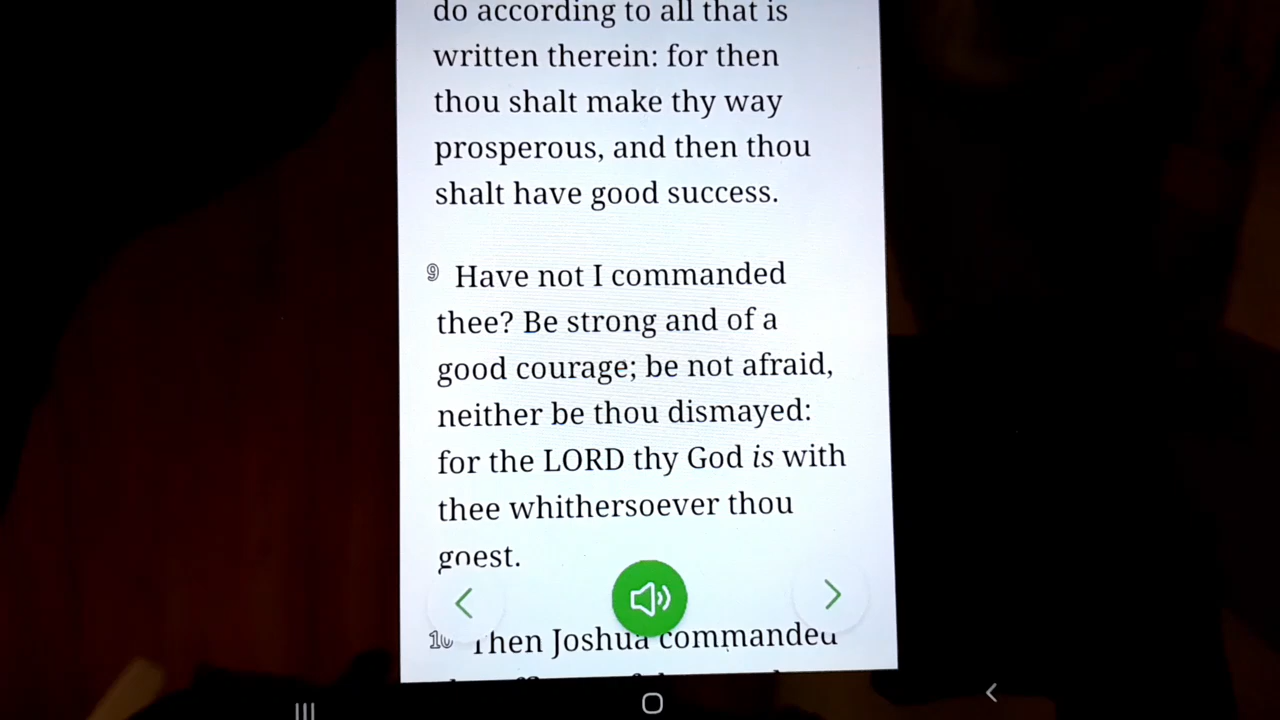 do according to all that is
written therein: for then
thou shalt make thy way
prosperous, and then thou
shalt have good success.
9 Have not I commanded
thee? Be strong and of a
good courage; be not afraid,
neither be thou dismayed:
for the LORD thy God is with
thee whithersoever thou
goest.
10 Then Joshua commanded